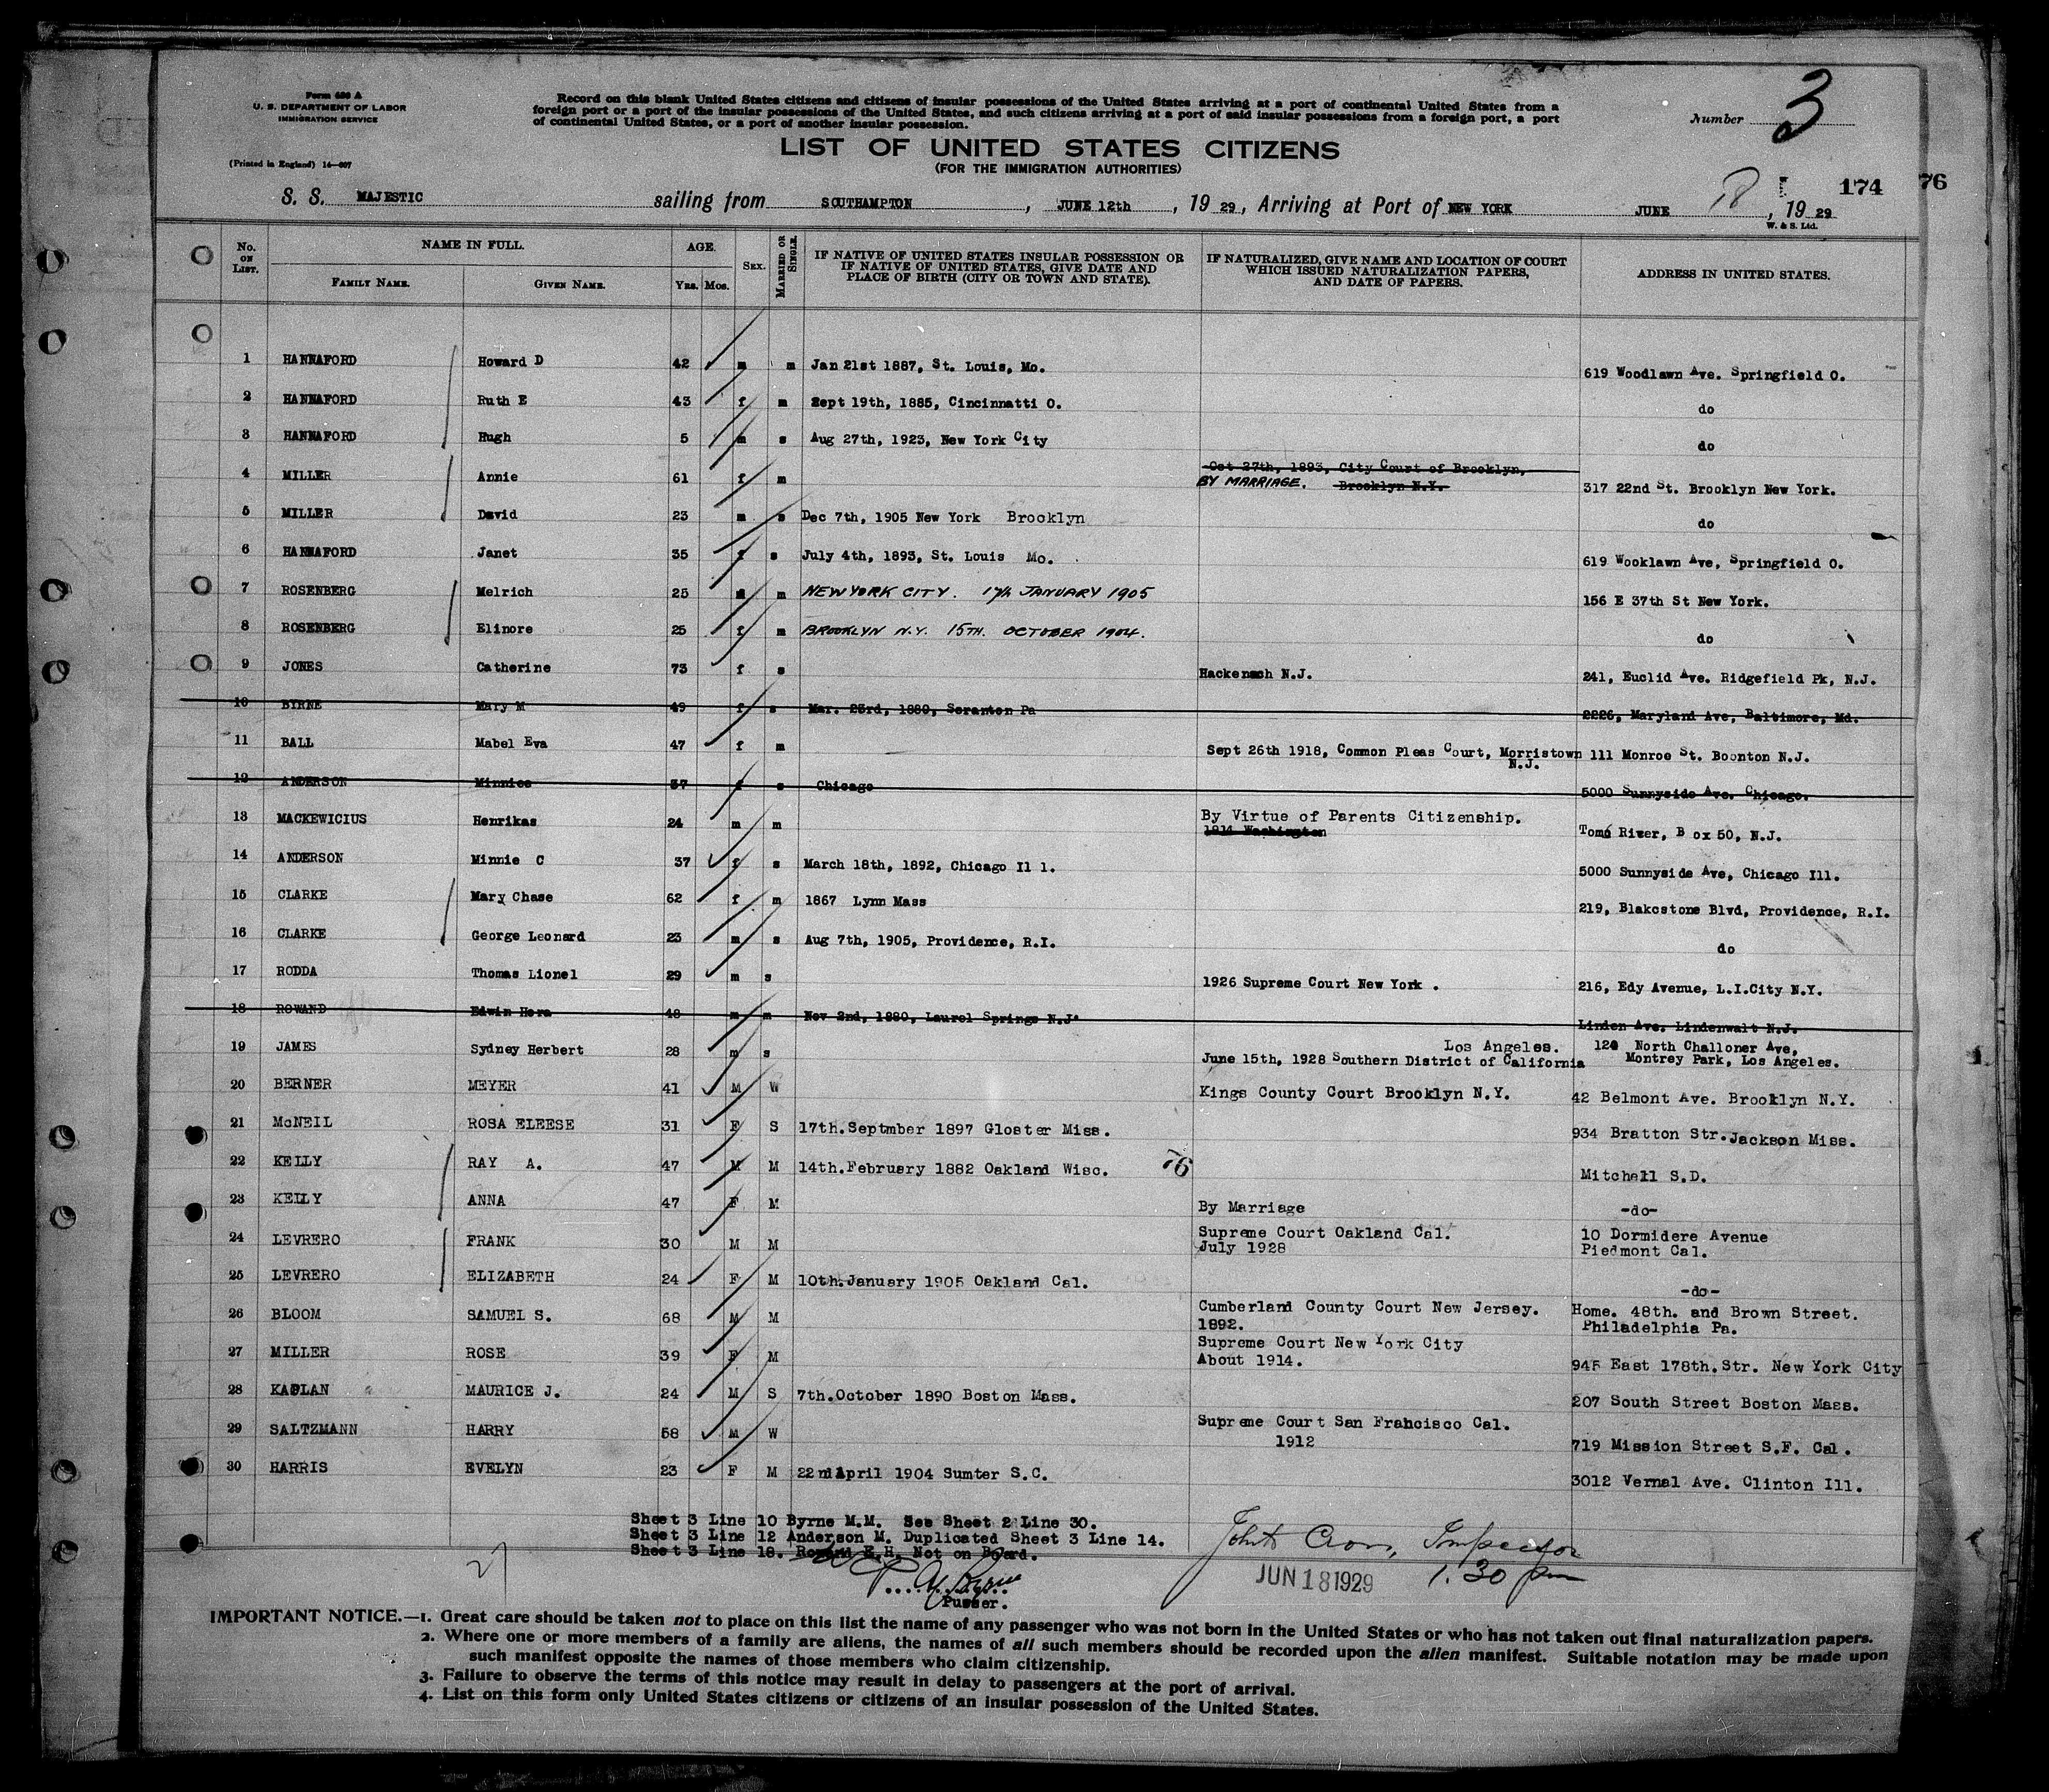 Form 630 A
U. S. DEPARTMENT OF LABOR
IMMIGRATION SERVICE
(Printed in England) 14—607
Record on this blank United States citizens and citizens of insular possessions of the United States arriving at a port of continental United States from a
foreign port or a port of the insular possessions of the United States, and such citizens arriving at a port of said insular possessions from a foreign port, a port
of continental United States, or a port of another insular possession.
Number 3
LIST OF UNITED STATES CITIZENS
(FOR THE IMMIGRATION AUTHORITIES)
174 76
S. S. MAJESTIC sailing from SOUTHAMPTON, JUNE 12th, 19 29, Arriving at Port of NEW YORK JUNE 18, 19 29
W. & S. Ltd.
No. ON LIST. NAME IN FULL. FAMILY NAME. GIVEN NAME. AGE. YRS. MOS. SEX. MARRIED OR SINGLE. IF NATIVE OF UNITED STATES INSULAR POSSESSION OR IF NATIVE OF UNITED STATES, GIVE DATE AND PLACE OF BIRTH (CITY OR TOWN AND STATE). IF NATURALIZED, GIVE NAME AND LOCATION OF COURT WHICH ISSUED NATURALIZATION PAPERS, AND DATE OF PAPERS. ADDRESS IN UNITED STATES.
1 HANNAFORD Howard D 42 m m Jan 21st 1887, St. Louis, Mo. 619 Woodlawn Ave. Springfield O.
2 HANNAFORD Ruth E 43 f m Sept 19th, 1885, Cincinnatti O. do
3 HANNAFORD Hugh 5 m s Aug 27th, 1923, New York City do
4 MILLER Annie 61 f m Oct 27th, 1893, City Court of Brooklyn, Brooklyn N.Y. BY MARRIAGE. 317 22nd St. Brooklyn New York.
5 MILLER David 23 m s Dec 7th, 1905 New York Brooklyn do
6 HANNAFORD Janet 35 f s July 4th, 1893, St. Louis Mo. 619 Wooklawn Ave, Springfield O.
7 ROSENBERG Melrich 25 m m NEW YORK CITY. 17th JANUARY 1905 156 E 37th St New York.
8 ROSENBERG Elinore 25 f m BROOKLYN N.Y. 15TH. OCTOBER 1904. do
9 JONES Catherine 73 f s Hackensch N.J. 241, Euclid Ave. Ridgefield Pk, N.J.
10 BYRNE Mary M 49 f s Mar. 23rd, 1880, Scranton Pa 2226, Maryland Ave, Baltimore, Md.
11 BALL Mabel Eva 47 f m Sept 26th 1918, Common Pleas Court, Morristown N.J. 111 Monroe St. Boonton N.J.
12 ANDERSON Minnies 37 f s Chicago 5000 Sunnyside Ave. Chicago.
13 MACKEWICIUS Henrikas 24 m m By Virtue of Parents Citizenship. 1914 Washington Toms River, B ox 50, N.J.
14 ANDERSON Minnie C 37 f s March 18th, 1892, Chicago Il l. 5000 Sunnyside Ave, Chicago Ill.
15 CLARKE Mary Chase 62 f m 1867 Lynn Mass 219, Blakcstone Blvd, Providence, R.I.
16 CLARKE George Leonard 23 m s Aug 7th, 1905, Providence, R.I. do
17 RODDA Thomas Lionel 29 m s 1926 Supreme Court New York . 216, Edy Avenue, L.I.City N.Y.
18 ROWAND Edwin Hora 48 m m Nov 2nd, 1880, Laurel Springs N.J. Linden Ave. Lindenwalt N.J.
19 JAMES Sydney Herbert 28 m s Los Angeles. June 15th, 1928 Southern District of California 120 North Challoner Ave, Montrey Park, Los Angeles.
20 BERNER MEYER 41 M W Kings County Court Brooklyn N.Y. 42 Belmont Ave. Brooklyn N.Y.
21 McNEIL ROSA ELEESE 31 F S 17th.Septmber 1897 Gloster Miss. 934 Bratton Str.Jackson Miss.
22 KELLY RAY A. 47 M M 14th.February 1882 Oakland Wisc. 76 Mitchell S.D.
23 KELLY ANNA 47 F M By Marriage -do-
24 LEVRERO FRANK 30 M M Supreme Court Oakland Cal. July 1928 10 Dormidere Avenue Piedmont Cal.
25 LEVRERO ELIZABETH 24 F M 10th.January 1905 Oakland Cal. -do-
26 BLOOM SAMUEL S. 68 M M Cumberland County Court New Jersey. 1892. Home. 48th. and Brown Street. Philadelphia Pa.
27 MILLER ROSE 39 F M Supreme Court New York City About 1914. 945 East 178th.Str. New York City
28 KAPLAN MAURICE J. 24 M S 7th.October 1890 Boston Mass. 207 South Street Boston Mass.
29 SALTZMANN HARRY 58 M W Supreme Court San Francisco Cal. 1912 719 Mission Street S.F. Cal.
30 HARRIS EVELYN 23 F M 22nd April 1904 Sumter S.C. 3012 Vernal Ave. Clinton Ill.
Sheet 3 Line 10 Byrne M.M. See Sheet 2 Line 30.
Sheet 3 Line 12 Anderson M. Duplicated Sheet 3 Line 14.
Sheet 3 Line 18. Rowand E.H. Not on Board.
27
Purser.
Inspector
JUN 18 1929 1.30 pm
IMPORTANT NOTICE.—1. Great care should be taken not to place on this list the name of any passenger who was not born in the United States or who has not taken out final naturalization papers.
2. Where one or more members of a family are aliens, the names of all such members should be recorded upon the alien manifest. Suitable notation may be made upon
such manifest opposite the names of those members who claim citizenship.
3. Failure to observe the terms of this notice may result in delay to passengers at the port of arrival.
4. List on this form only United States citizens or citizens of an insular possession of the United States.